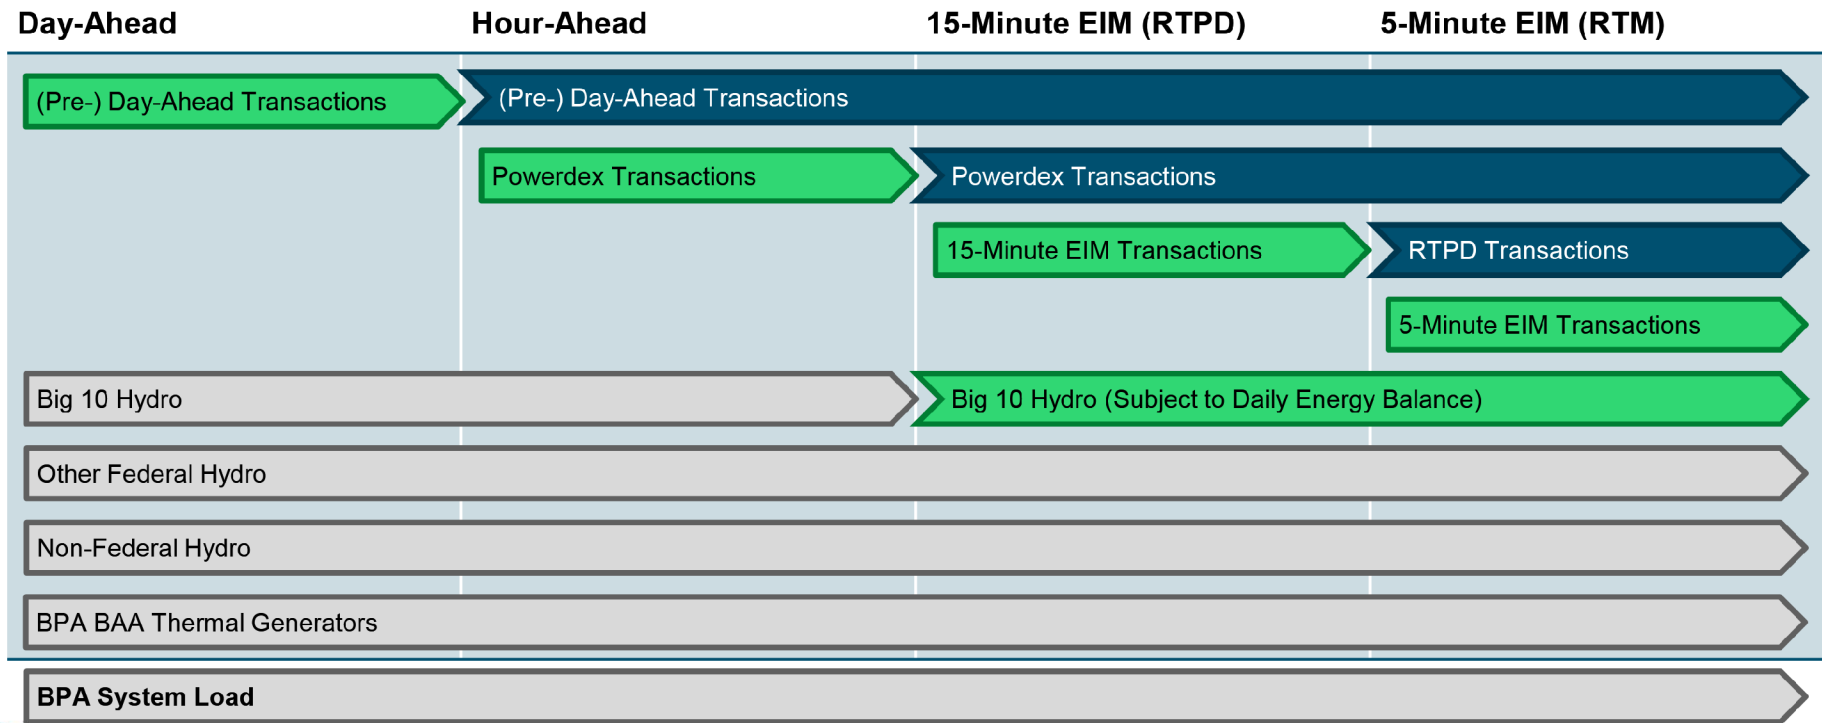 Day-Ahead Hour-Ahead 15-Minute EIM (RTPD) 5-Minute EIM (RTM)
(Pre-) Day-Ahead Transactions (Pre-) Day-Ahead Transactions
Powerdex Transactions Powerdex Transactions
15-Minute EIM Transactions RTPD Transactions
5-Minute EIM Transactions
Big 10 Hydro Big 10 Hydro (Subject to Daily Energy Balance)
Other Federal Hydro
Non-Federal Hydro
BPA BAA Thermal Generators
BPA System Load